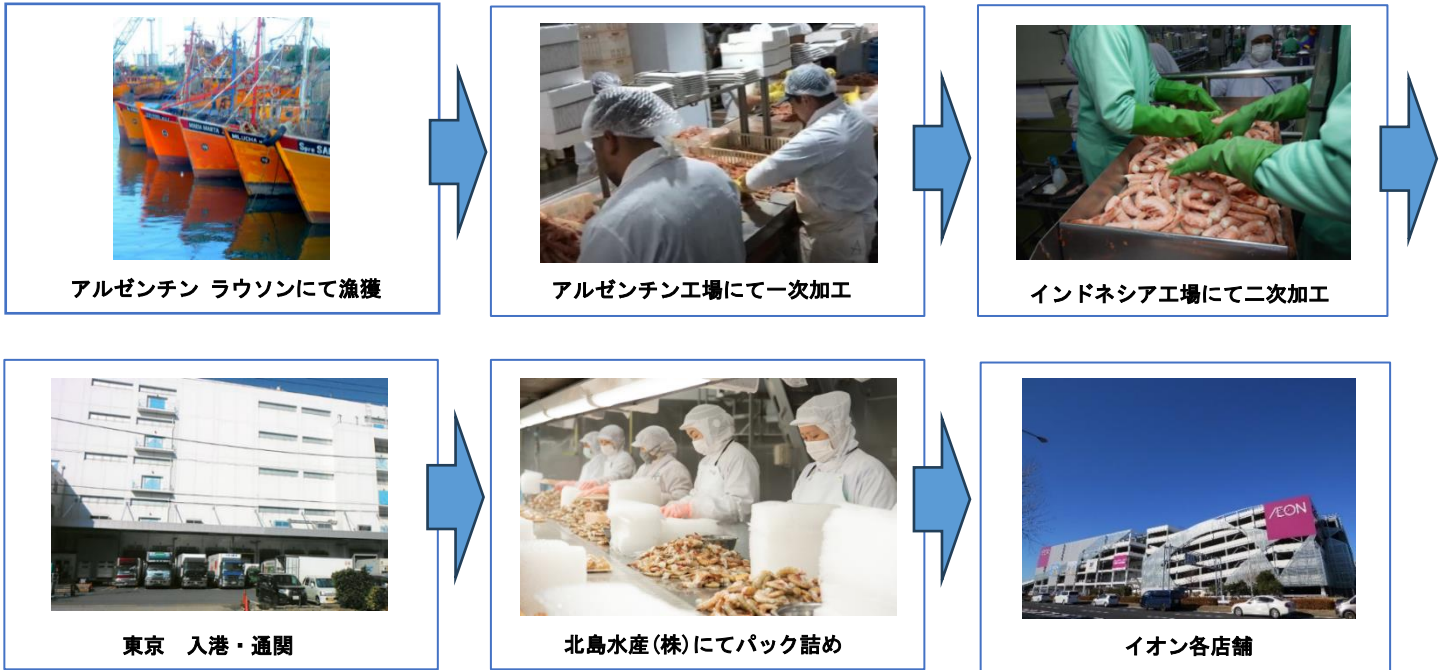 MILUCHA
アルゼンチン ラウソンにて漁獲
アルゼンチン工場にて一次加工
インドネシア工場にて二次加工
東京　入港・通関
北島水産(株)にてパック詰め
ÆON
イオン各店舗